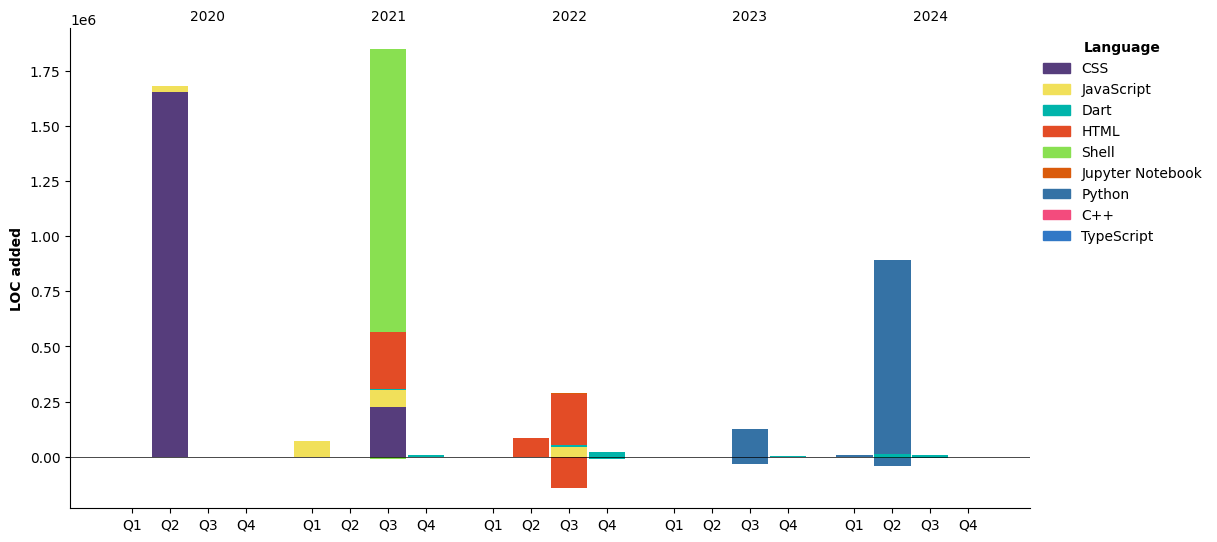 1e6
2020 2021 2022 2023 2024
Language
CSS
JavaScript
Dart
HTML
Shell
Jupyter Notebook
Python
C++
TypeScript
LOC added
1.75
1.50
1.25
1.00
0.75
0.50
0.25
0.00
Q1 Q2 Q3 Q4 Q1 Q2 Q3 Q4 Q1 Q2 Q3 Q4 Q1 Q2 Q3 Q4 Q1 Q2 Q3 Q4